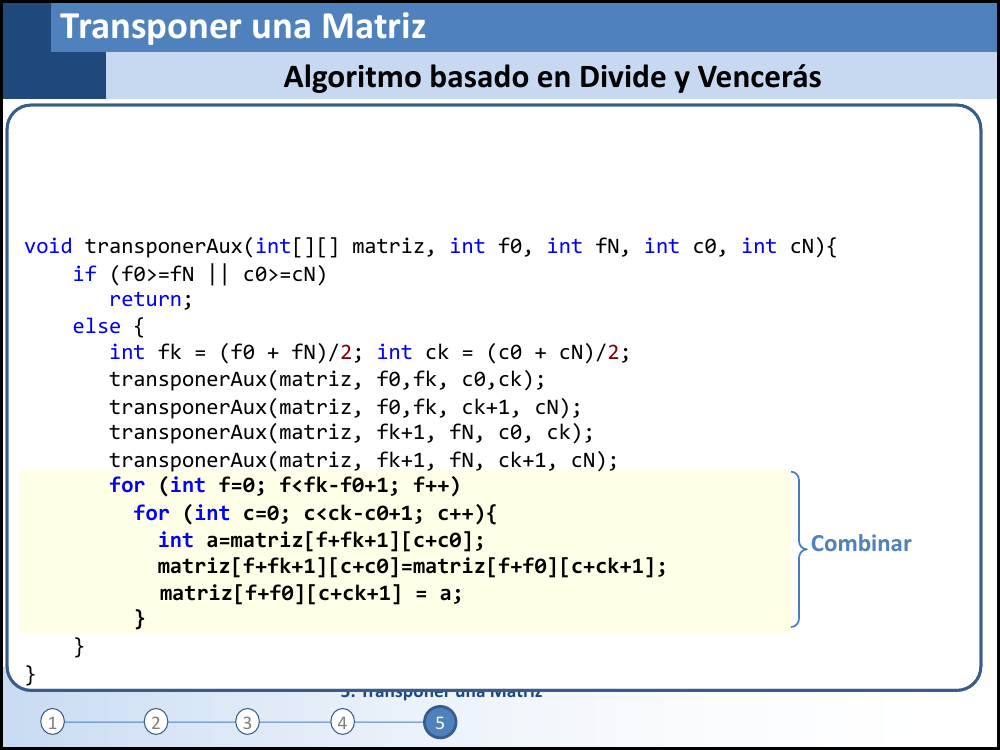 Transponer una Matriz
Algoritmo basado en Divide y Vencerás
void transponerAux(int[][] matriz, int f0, int fN, int c0, int cN){
    if (f0>=fN || c0>=cN)
       return;
    else {
       int fk = (f0 + fN)/2; int ck = (c0 + cN)/2;
       transponerAux(matriz, f0,fk, c0,ck);
       transponerAux(matriz, f0,fk, ck+1, cN);
       transponerAux(matriz, fk+1, fN, c0, ck);
       transponerAux(matriz, fk+1, fN, ck+1, cN);
       for (int f=0; f<fk-f0+1; f++)
         for (int c=0; c<ck-c0+1; c++){
           int a=matriz[f+fk+1][c+c0];
           matriz[f+fk+1][c+c0]=matriz[f+f0][c+ck+1];
           matriz[f+f0][c+ck+1] = a;
         }
    }
}
Combinar
5. Transponer una Matriz
1 2 3 4 5